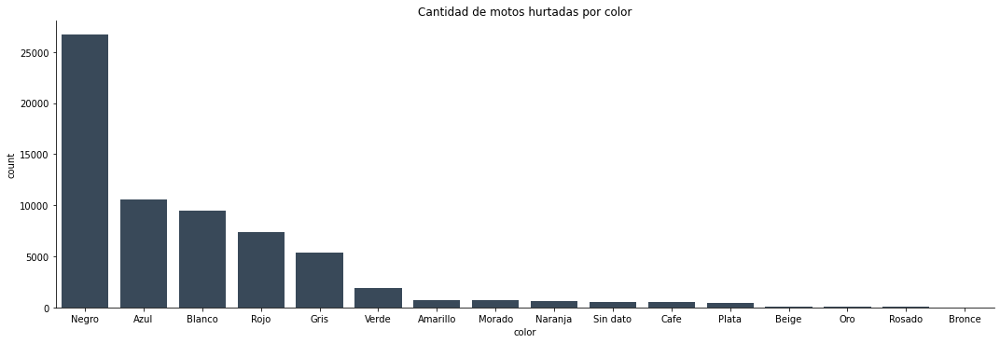 Cantidad de motos hurtadas por color
count
25000
20000
15000
10000
5000
0
Negro Azul Blanco Rojo Gris Verde Amarillo Morado Naranja Sin dato Cafe Plata Beige Oro Rosado Bronce
color